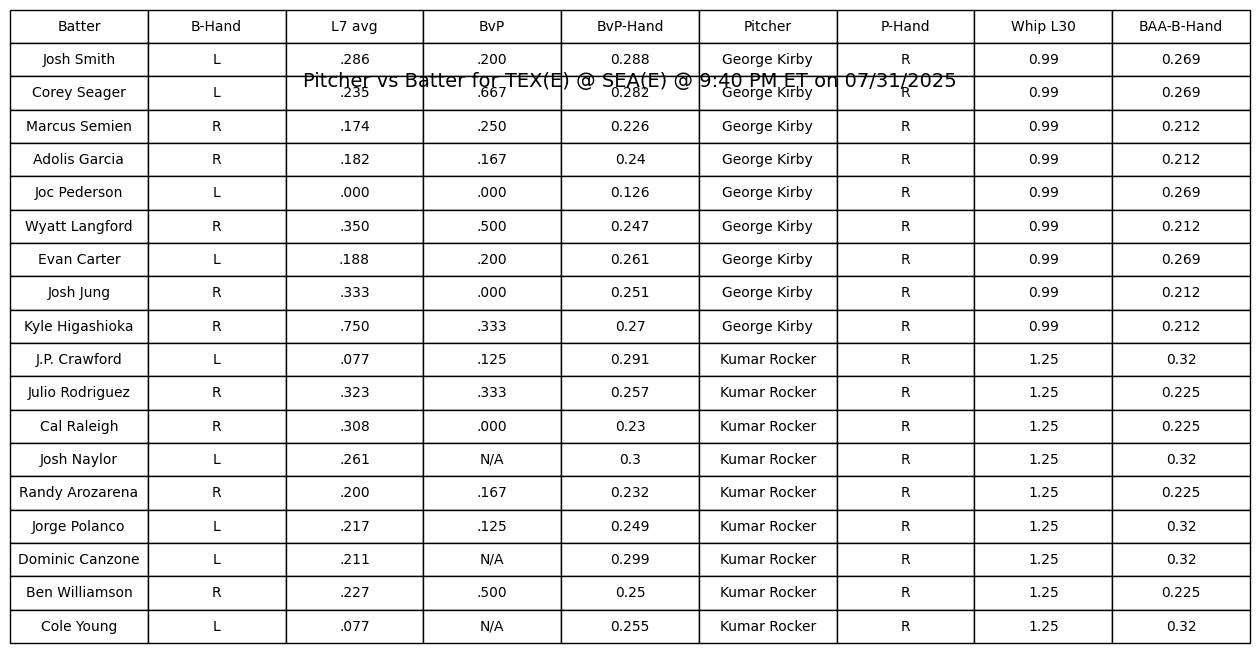 Batter B-Hand L7 avg BvP BvP-Hand Pitcher P-Hand Whip L30 BAA-B-Hand
Josh Smith L .286 .200 0.288 George Kirby R 0.99 0.269
Pitcher vs Batter for TEX(E) @ SEA(E) @ 9:40 PM ET on 07/31/2025
Corey Seager L .235 .667 0.282 George Kirby R 0.99 0.269
Marcus Semien R .174 .250 0.226 George Kirby R 0.99 0.212
Adolis Garcia R .182 .167 0.24 George Kirby R 0.99 0.212
Joc Pederson L .000 .000 0.126 George Kirby R 0.99 0.269
Wyatt Langford R .350 .500 0.247 George Kirby R 0.99 0.212
Evan Carter L .188 .200 0.261 George Kirby R 0.99 0.269
Josh Jung R .333 .000 0.251 George Kirby R 0.99 0.212
Kyle Higashioka R .750 .333 0.27 George Kirby R 0.99 0.212
J.P. Crawford L .077 .125 0.291 Kumar Rocker R 1.25 0.32
Julio Rodriguez R .323 .333 0.257 Kumar Rocker R 1.25 0.225
Cal Raleigh R .308 .000 0.23 Kumar Rocker R 1.25 0.225
Josh Naylor L .261 N/A 0.3 Kumar Rocker R 1.25 0.32
Randy Arozarena R .200 .167 0.232 Kumar Rocker R 1.25 0.225
Jorge Polanco L .217 .125 0.249 Kumar Rocker R 1.25 0.32
Dominic Canzone L .211 N/A 0.299 Kumar Rocker R 1.25 0.32
Ben Williamson R .227 .500 0.25 Kumar Rocker R 1.25 0.225
Cole Young L .077 N/A 0.255 Kumar Rocker R 1.25 0.32